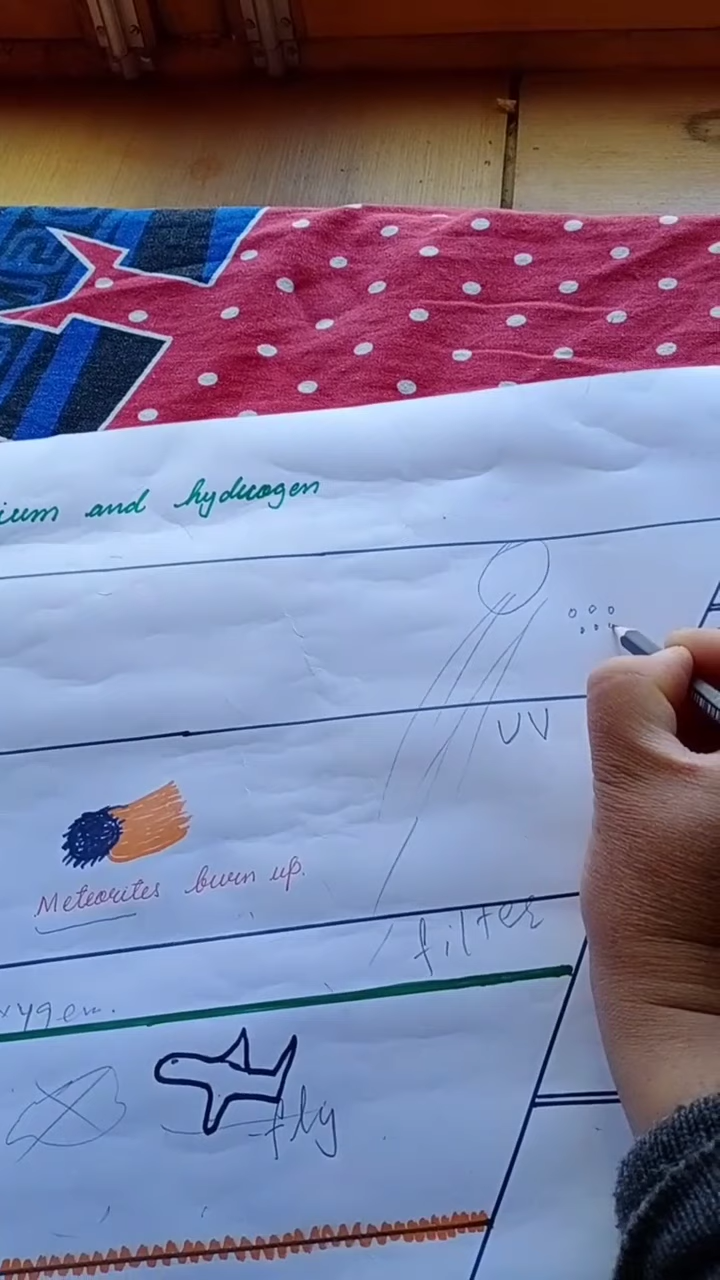 and hydrogen
UV
Meteorites burn up.
filter
fly